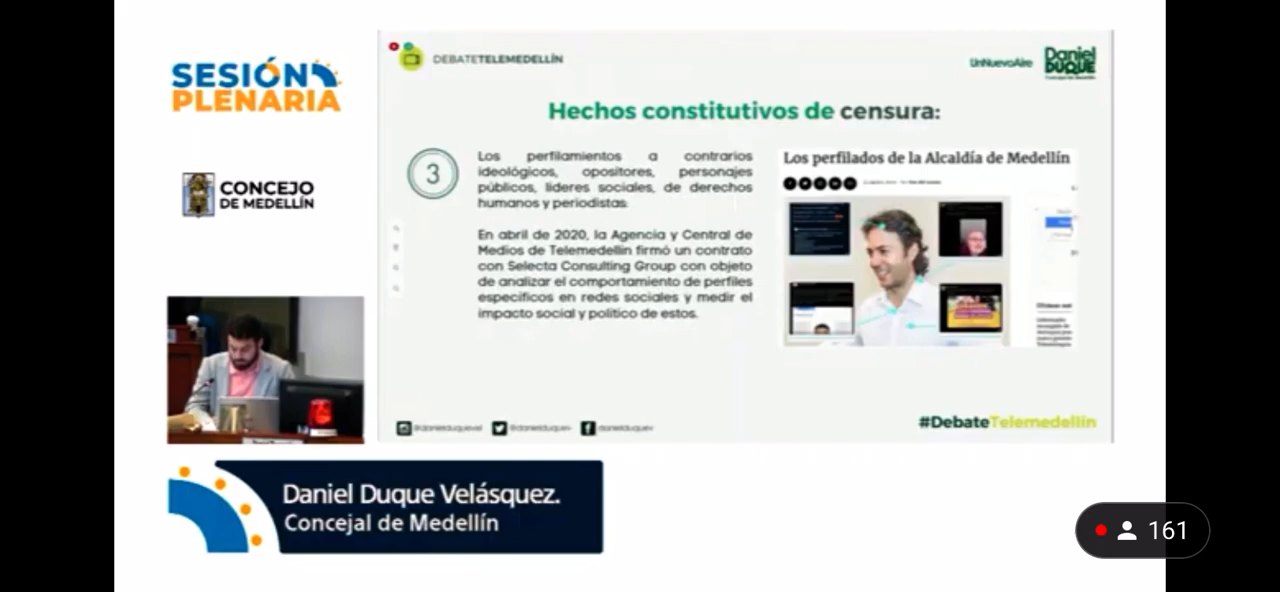 SESIÓN
PLENARIA
CONCEJO
DE MEDELLÍN
DEBATETELEMEDELLÍN
UnNuevoAire
Daniel
DUQUE
Hechos constitutivos de censura:
3
Los perfilamientos a contrarios
ideológicos, opositores, personajes
públicos, líderes sociales, de derechos
humanos y periodistas:
En abril de 2020, la Agencia y Central de
Medios de Telemedellín firmó un contrato
con Selecta Consulting Group con objeto
de analizar el comportamiento de perfiles
específicos en redes sociales y medir el
impacto social y político de estos.
Los perfilados de la Alcaldía de Medellín
@danielduquevel @danielduquev danielduquev
#DebateTelemedellín
Daniel Duque Velásquez.
Concejal de Medellín
161